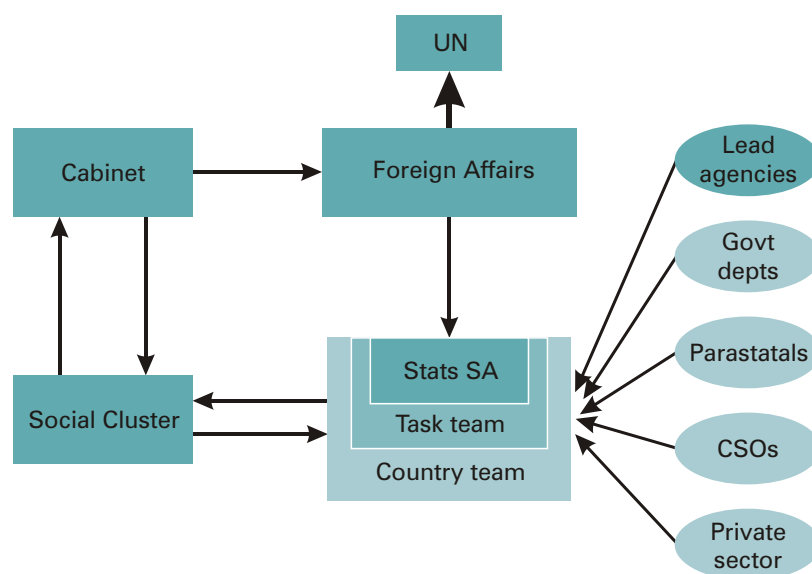 UN
Cabinet
Foreign Affairs
Lead
agencies
Govt
depts
Parastatals
Stats SA
Social Cluster
Task team
CSOs
Country team
Private
sector